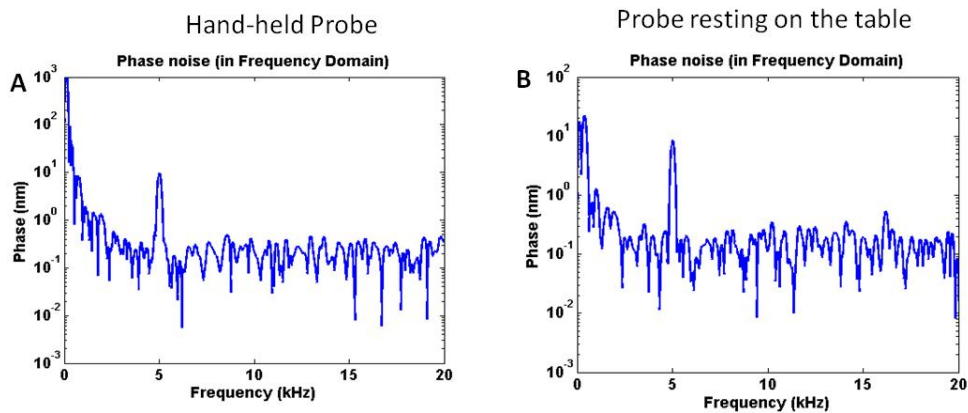 Hand-held Probe
Probe resting on the table
A
Phase noise (in Frequency Domain)
Phase (nm)
10^3
10^2
10^1
10^0
10^-1
10^-2
10^-3
0 5 10 15 20
Frequency (kHz)
B
Phase noise (in Frequency Domain)
Phase (nm)
10^2
10^1
10^0
10^-1
10^-2
10^-3
0 5 10 15 20
Frequency (kHz)